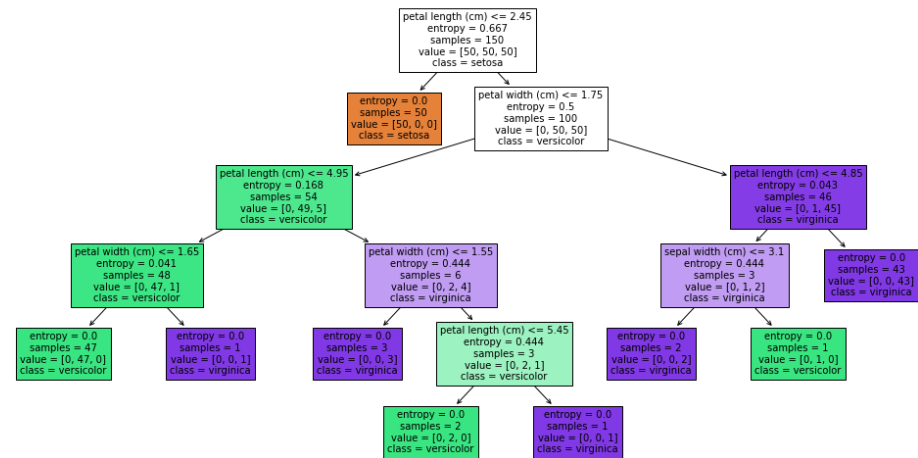 petal length (cm) <= 2.45
entropy = 0.667
samples = 150
value = [50, 50, 50]
class = setosa
entropy = 0.0
samples = 50
value = [50, 0, 0]
class = setosa
petal width (cm) <= 1.75
entropy = 0.5
samples = 100
value = [0, 50, 50]
class = versicolor
petal length (cm) <= 4.95
entropy = 0.168
samples = 54
value = [0, 49, 5]
class = versicolor
petal length (cm) <= 4.85
entropy = 0.043
samples = 46
value = [0, 1, 45]
class = virginica
petal width (cm) <= 1.65
entropy = 0.041
samples = 48
value = [0, 47, 1]
class = versicolor
petal width (cm) <= 1.55
entropy = 0.444
samples = 6
value = [0, 2, 4]
class = virginica
sepal width (cm) <= 3.1
entropy = 0.444
samples = 3
value = [0, 1, 2]
class = virginica
entropy = 0.0
samples = 43
value = [0, 0, 43]
class = virginica
entropy = 0.0
samples = 47
value = [0, 47, 0]
class = versicolor
entropy = 0.0
samples = 1
value = [0, 0, 1]
class = virginica
entropy = 0.0
samples = 3
value = [0, 0, 3]
class = virginica
petal length (cm) <= 5.45
entropy = 0.444
samples = 3
value = [0, 2, 1]
class = versicolor
entropy = 0.0
samples = 2
value = [0, 0, 2]
class = virginica
entropy = 0.0
samples = 1
value = [0, 1, 0]
class = versicolor
entropy = 0.0
samples = 2
value = [0, 2, 0]
class = versicolor
entropy = 0.0
samples = 1
value = [0, 0, 1]
class = virginica